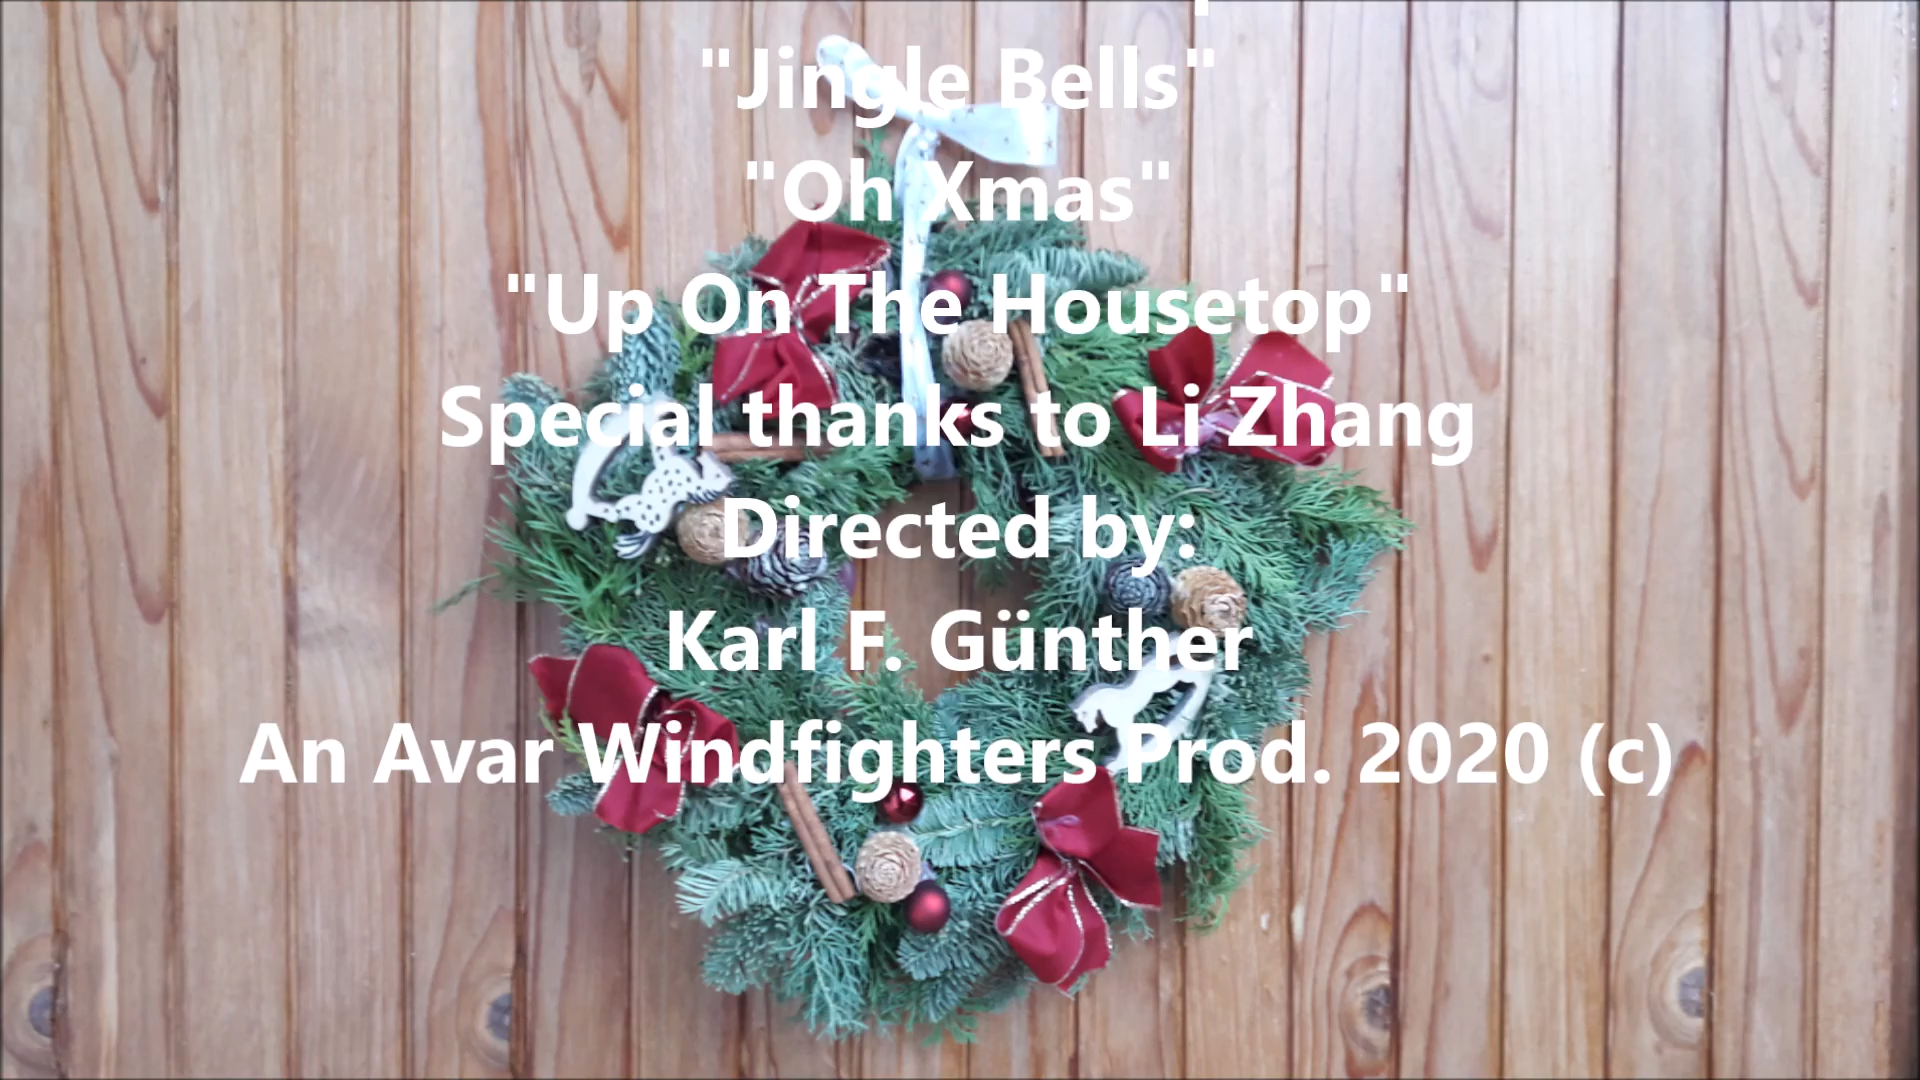 "Jingle Bells"
"Oh Xmas"
"Up On The Housetop"
Special thanks to Li Zhang
Directed by:
Karl F. Günther
An Avar Windfighters Prod. 2020 (c)